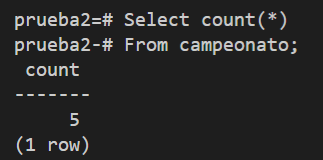 prueba2=# Select count(*)
prueba2-# From campeonato;
 count
-------
     5
(1 row)